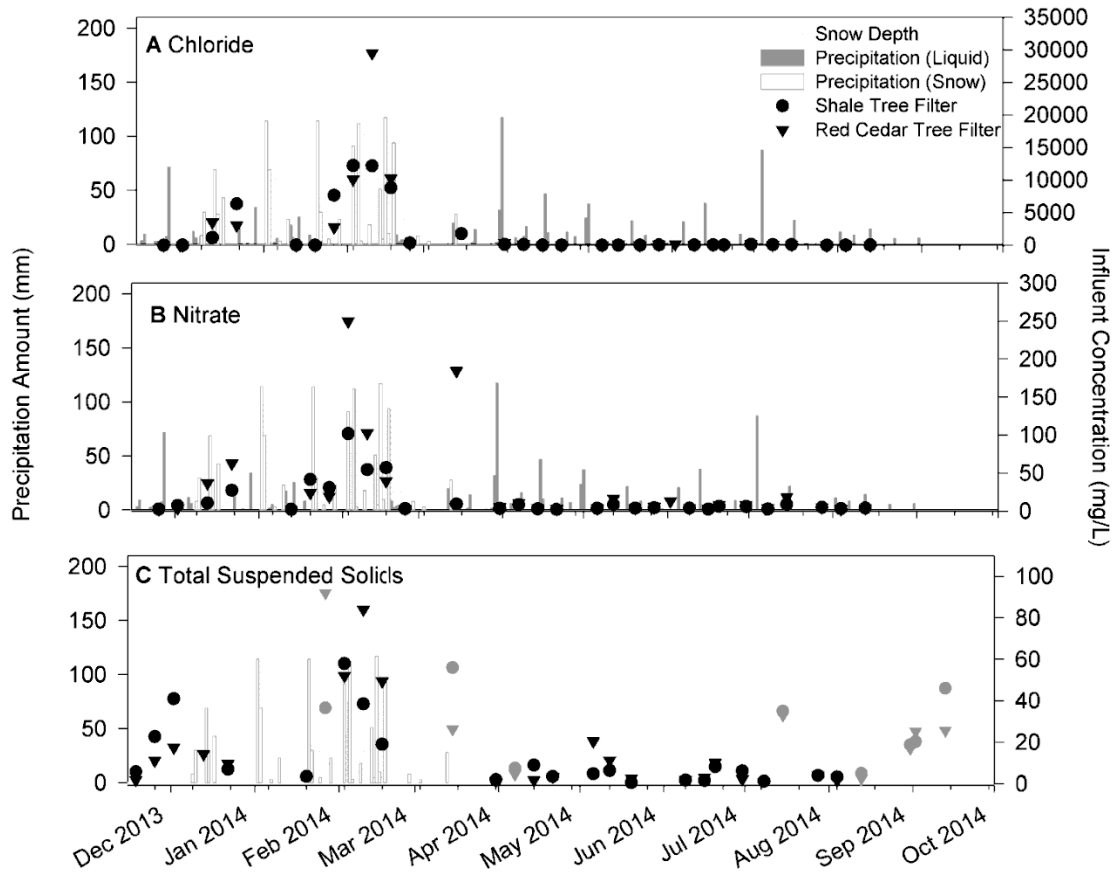 A Chloride
Snow Depth
Precipitation (Liquid)
Precipitation (Snow)
Shale Tree Filter
Red Cedar Tree Filter
200
150
100
50
0
35000
30000
25000
20000
15000
10000
5000
0
B Nitrate
200
150
100
50
0
300
250
200
150
100
50
0
C Total Suspended Solids
200
150
100
50
0
100
80
60
40
20
0
Precipitation Amount (mm)
Influent Concentration (mg/L)
Dec 2013
Jan 2014
Feb 2014
Mar 2014
Apr 2014
May 2014
Jun 2014
Jul 2014
Aug 2014
Sep 2014
Oct 2014